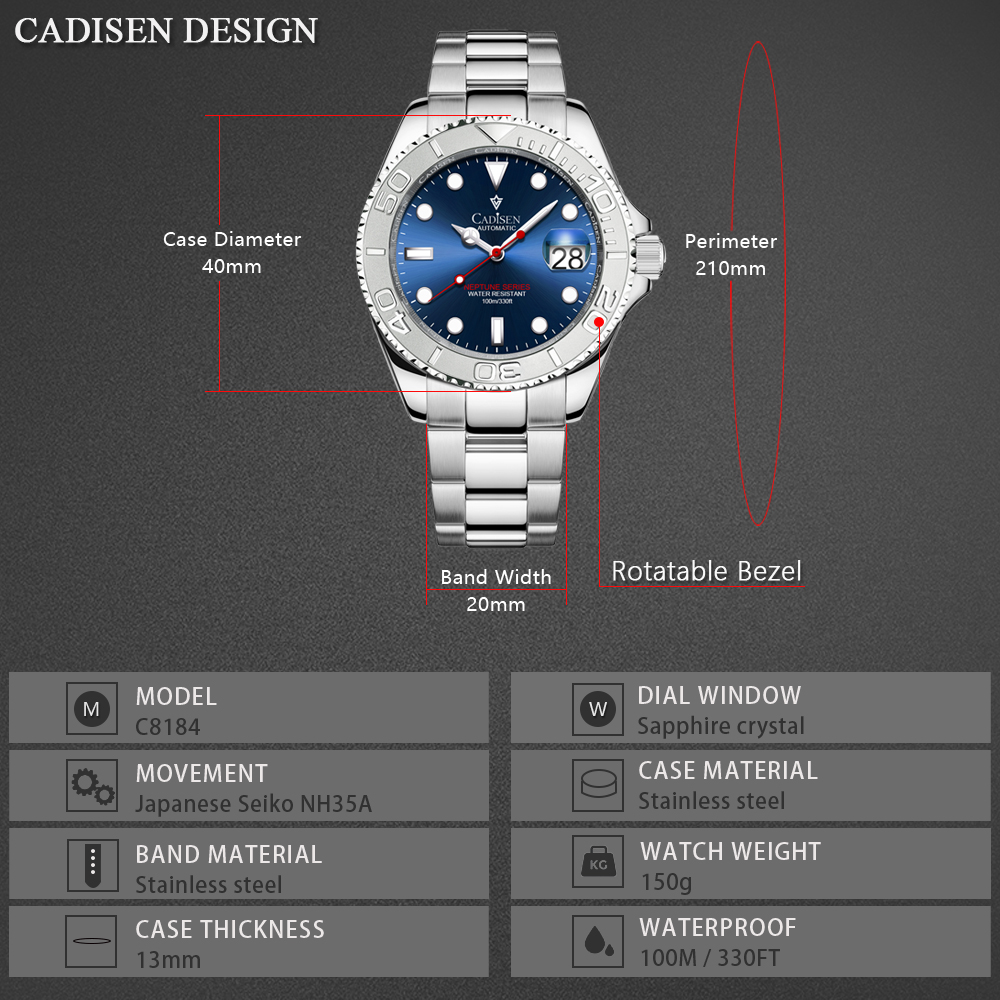 CADISEN DESIGN
CADISEN
50
10
CADISEN
AUTOMATIC
28
NEPTUNE SERIES
WATER RESISTANT
100m/330ft
40
20
30
Case Diameter
40mm
Perimeter
210mm
Band Width
20mm
Rotatable Bezel
M
MODEL
C8184
W
DIAL WINDOW
Sapphire crystal
MOVEMENT
Japanese Seiko NH35A
CASE MATERIAL
Stainless steel
BAND MATERIAL
Stainless steel
KG
WATCH WEIGHT
150g
CASE THICKNESS
13mm
WATERPROOF
100M / 330FT